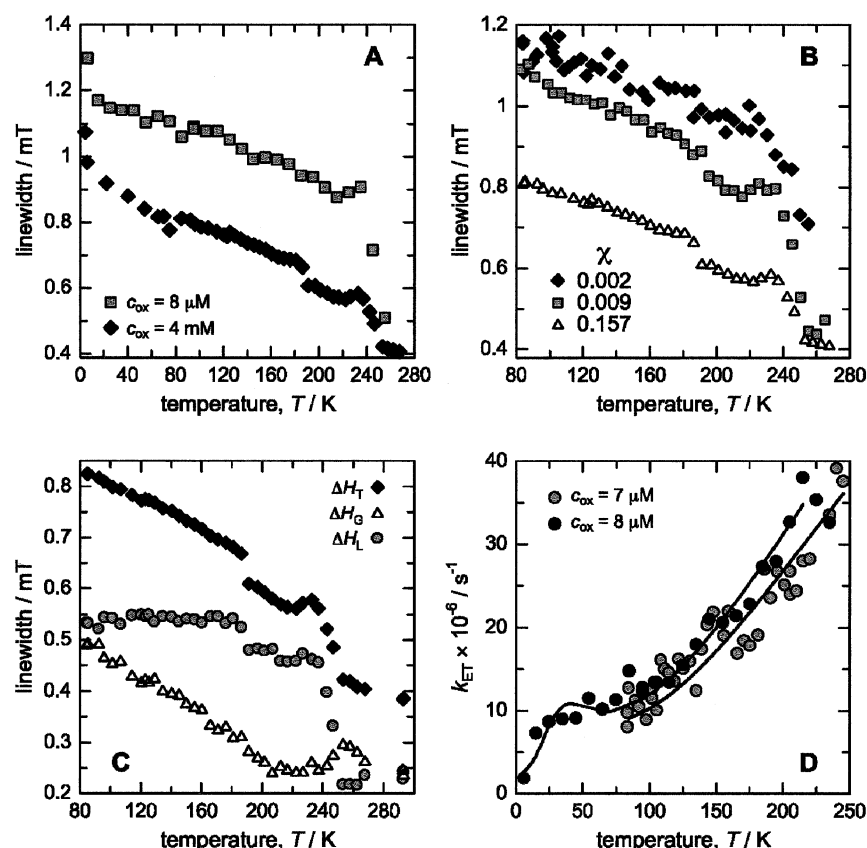 A
linewidth / mT
1.4
1.2
1
0.8
0.6
0.4
c_ox = 8 μM
c_ox = 4 mM
0 40 80 120 160 200 240 280
temperature, T / K
B
linewidth / mT
1.2
1.0
0.8
0.6
0.4
χ
0.002
0.009
0.157
80 120 160 200 240 280
temperature, T / K
C
linewidth / mT
0.8
0.7
0.6
0.5
0.4
0.3
0.2
ΔH_T
ΔH_G
ΔH_L
80 120 160 200 240 280
temperature, T / K
D
k_ET × 10⁻⁶ / s⁻¹
40
30
20
10
0
c_ox = 7 μM
c_ox = 8 μM
0 50 100 150 200 250
temperature, T / K